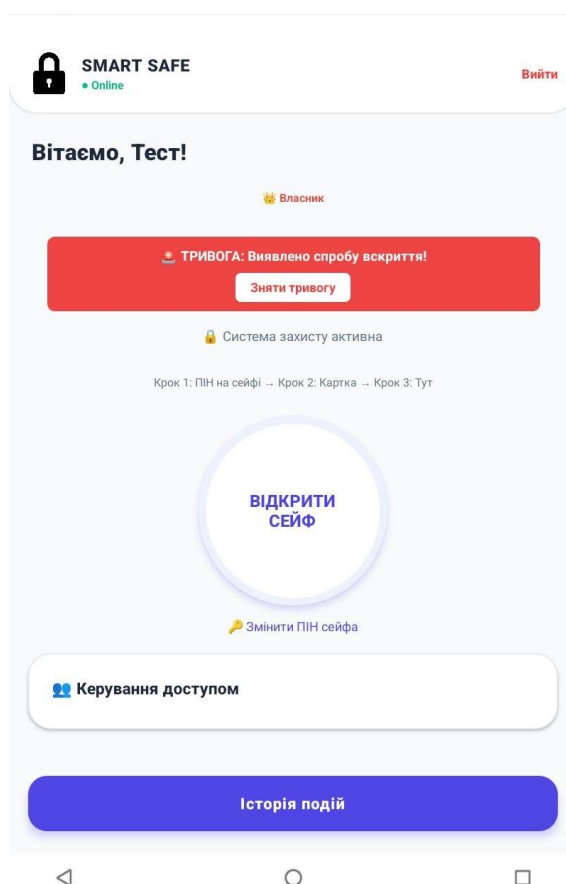 SMART SAFE
• Online
Вийти
Вітаємо, Тест!
👑 Власник
🚨 ТРИВОГА: Виявлено спробу вскриття!
Зняти тривогу
🔒 Система захисту активна
Крок 1: ПІН на сейфі → Крок 2: Картка → Крок 3: Тут
ВІДКРИТИ
СЕЙФ
🔑 Змінити ПІН сейфа
👥 Керування доступом
Історія подій